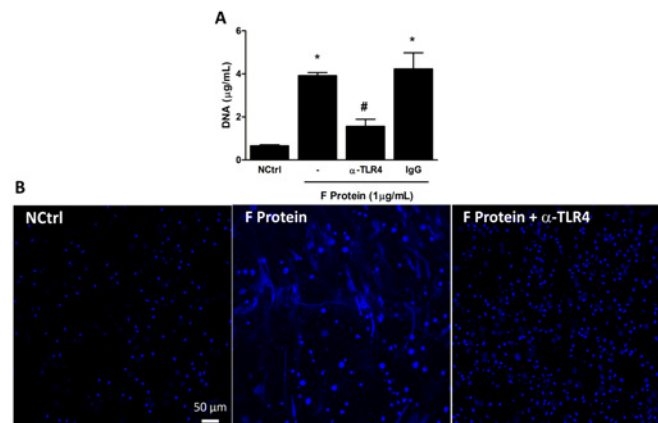 A
DNA (µg/mL)
6
4
2
0
*
#
*
NCtrl - α-TLR4 IgG
F Protein (1µg/mL)
B
NCtrl
F Protein
F Protein + α-TLR4
50 µm